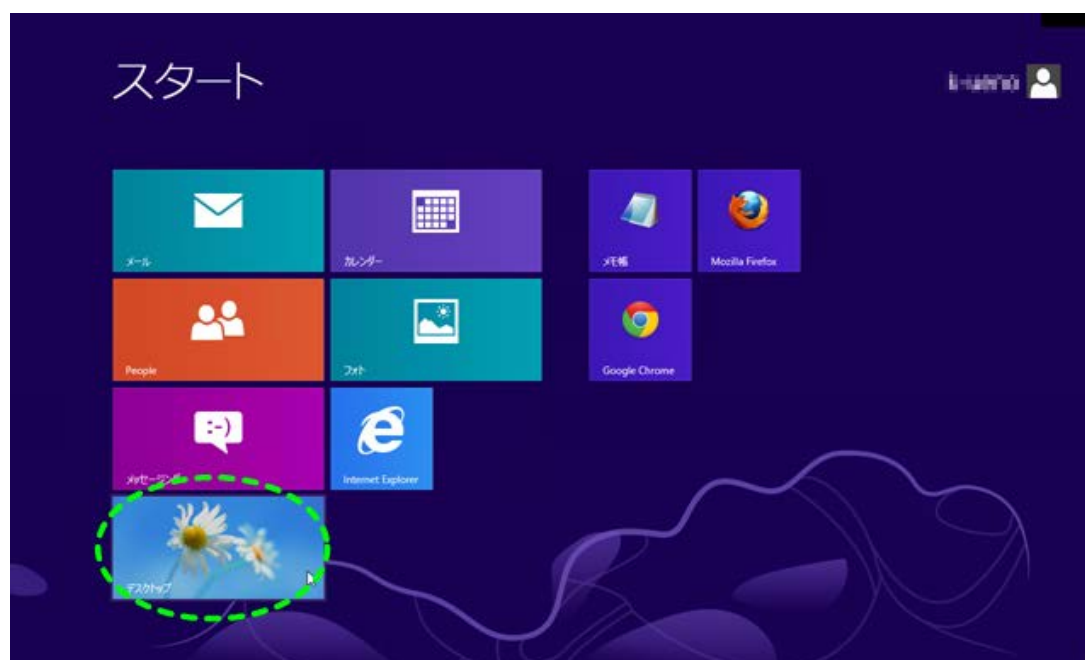 スタート
メール
カレンダー
メモ帳
Mozilla Firefox
People
フォト
Google Chrome
:-)
メッセージング
Internet Explorer
デスクトップ